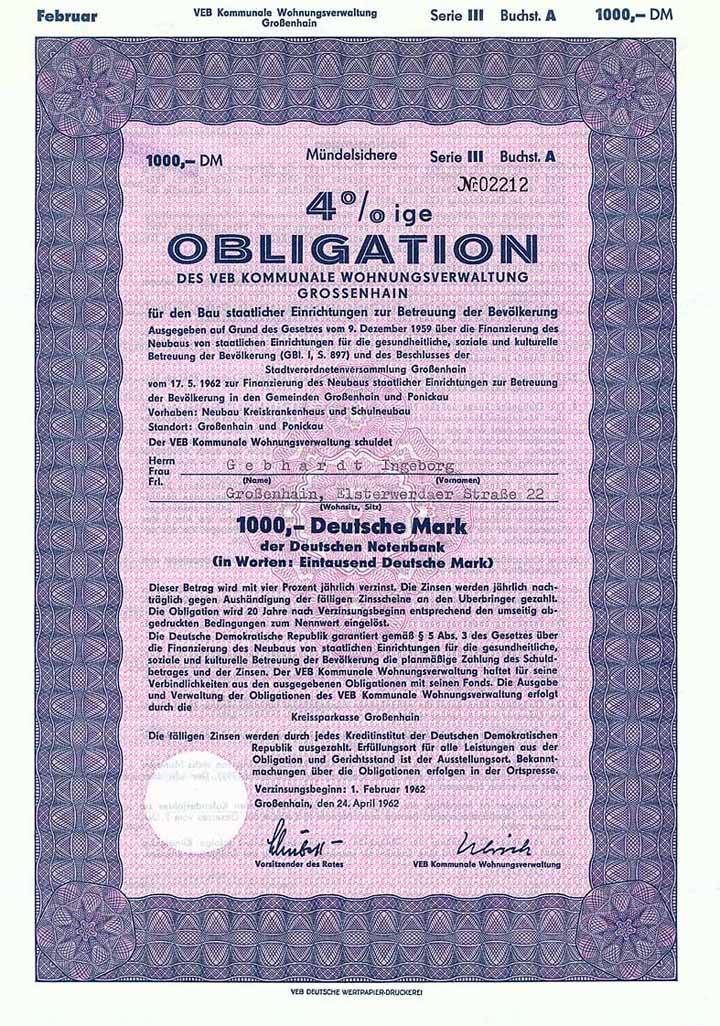 Februar
VEB Kommunale Wohnungsverwaltung
Großenhain
Serie III Buchst. A
1000,– DM
1000,– DM
Mündelsichere
Serie III Buchst. A
№ 02212
4% ige
OBLIGATION
DES VEB KOMMUNALE WOHNUNGSVERWALTUNG
GROSSENHAIN
für den Bau staatlicher Einrichtungen zur Betreuung der Bevölkerung
Ausgegeben auf Grund des Gesetzes vom 9. Dezember 1959 über die Finanzierung des
Neubaus von staatlichen Einrichtungen für die gesundheitliche, soziale und kulturelle
Betreuung der Bevölkerung (GBl. I, S. 897) und des Beschlusses der
Stadtverordnetenversammlung Großenhain
vom 17. 5. 1962 zur Finanzierung des Neubaus staatlicher Einrichtungen zur Betreuung
der Bevölkerung in den Gemeinden Großenhain und Ponickau
Vorhaben: Neubau Kreiskrankenhaus und Schulneubau
Standort: Großenhain und Ponickau
Der VEB Kommunale Wohnungsverwaltung schuldet
Herrn
Frau
Frl.
Gebhardt Ingeborg
(Name) (Vornamen)
Großenhain, Elsterwerdaer Straße 22
(Wohnsitz, Sitz)
1000,– Deutsche Mark
der Deutschen Notenbank
(in Worten: Eintausend Deutsche Mark)
Dieser Betrag wird mit vier Prozent jährlich verzinst. Die Zinsen werden jährlich nach-
träglich gegen Aushändigung der fälligen Zinsscheine an den Überbringer gezahlt.
Die Obligation wird 20 Jahre nach Verzinsungsbeginn entsprechend den umseitig ab-
gedruckten Bedingungen zum Nennwert eingelöst.
Die Deutsche Demokratische Republik garantiert gemäß § 5 Abs. 3 des Gesetzes über
die Finanzierung des Neubaus von staatlichen Einrichtungen für die gesundheitliche,
soziale und kulturelle Betreuung der Bevölkerung die planmäßige Zahlung des Schuld-
betrages und der Zinsen. Der VEB Kommunale Wohnungsverwaltung haftet für seine
Verbindlichkeiten aus den ausgegebenen Obligationen mit seinen Fonds. Die Ausgabe
und Verwaltung der Obligationen des VEB Kommunale Wohnungsverwaltung erfolgt
durch die
Kreissparkasse Großenhain
Die fälligen Zinsen werden durch jedes Kreditinstitut der Deutschen Demokratischen
Republik ausgezahlt. Erfüllungsort für alle Leistungen aus der
Obligation und Gerichtsstand ist der Ausstellungsort. Bekannt-
machungen über die Obligationen erfolgen in der Ortspresse.
Verzinsungsbeginn: 1. Februar 1962
Großenhain, den 24. April 1962
Vorsitzender des Rates
VEB Kommunale Wohnungsverwaltung
VEB DEUTSCHE WERTPAPIER-DRUCKEREI